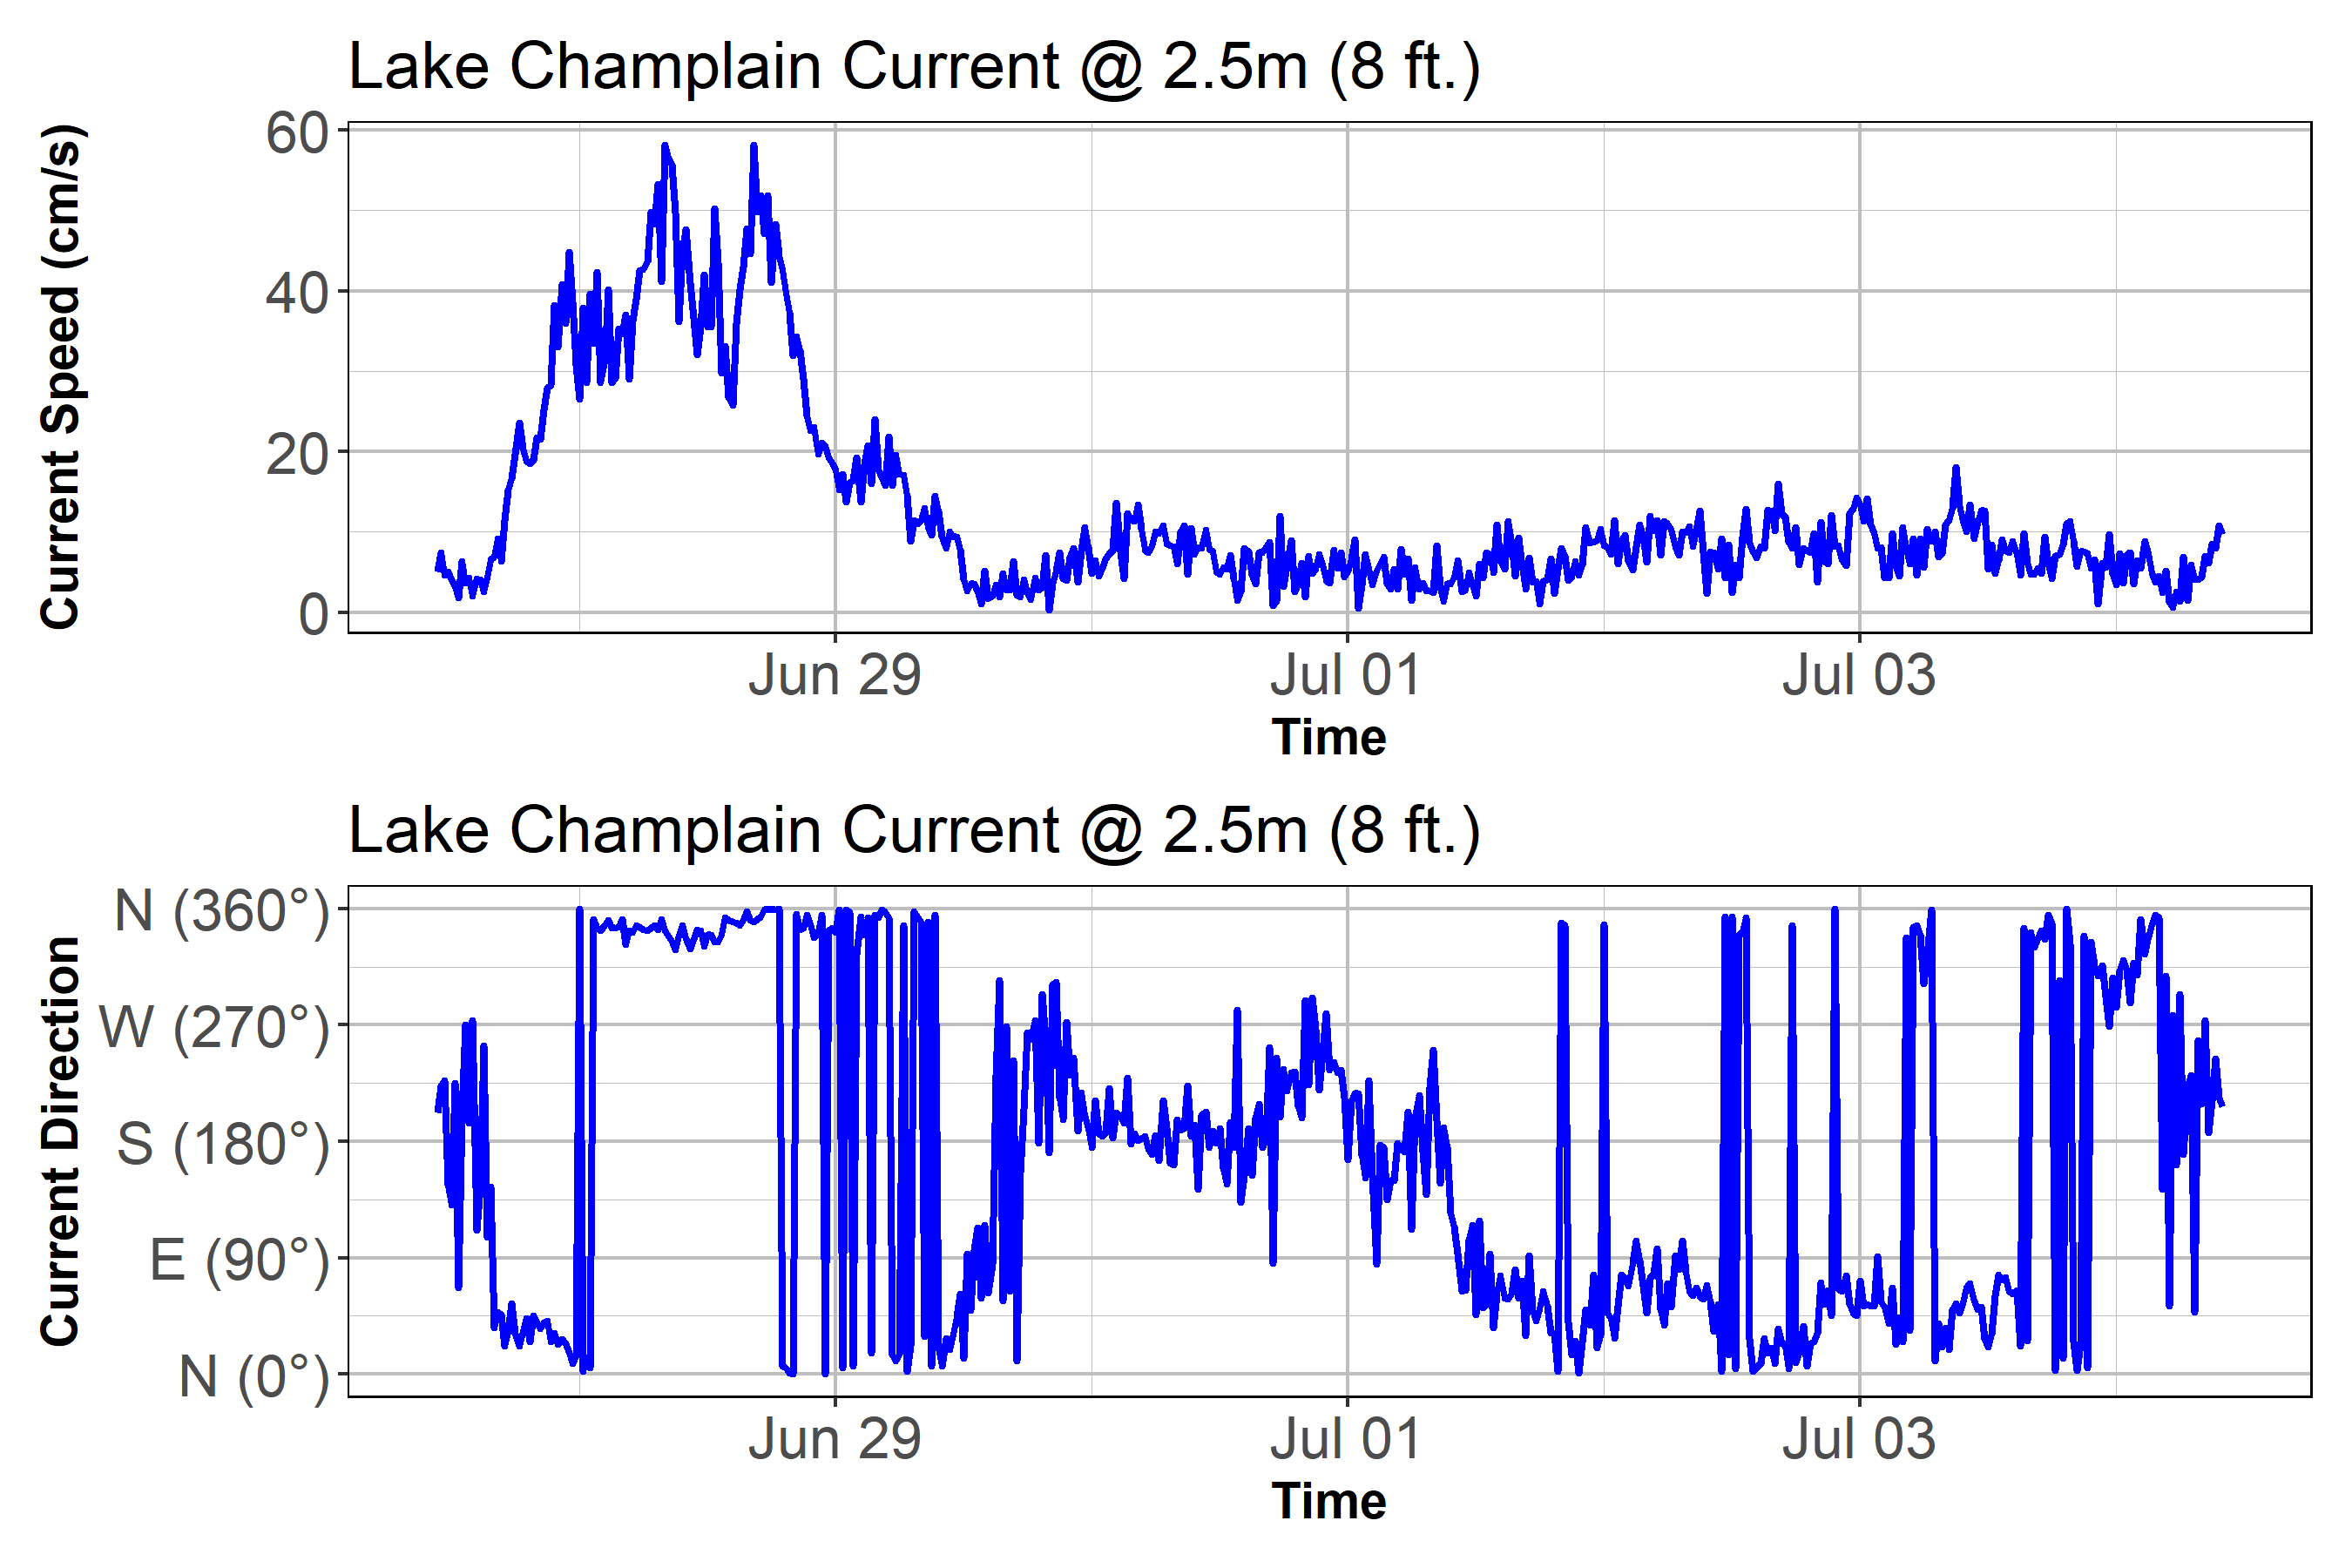 Lake Champlain Current @ 2.5m (8 ft.)
Current Speed (cm/s)
60
40
20
0
Jun 29 Jul 01 Jul 03
Time
Lake Champlain Current @ 2.5m (8 ft.)
Current Direction
N (360°)
W (270°)
S (180°)
E (90°)
N (0°)
Jun 29 Jul 01 Jul 03
Time